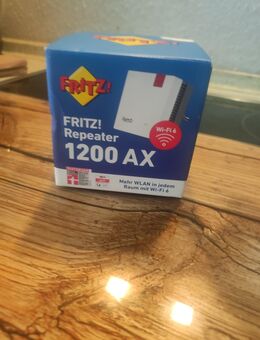 FRITZ!
Wi-Fi 6
FRITZ!
Repeater
1200 AX
Mehr WLAN in jedem
Raum mit Wi-Fi 6